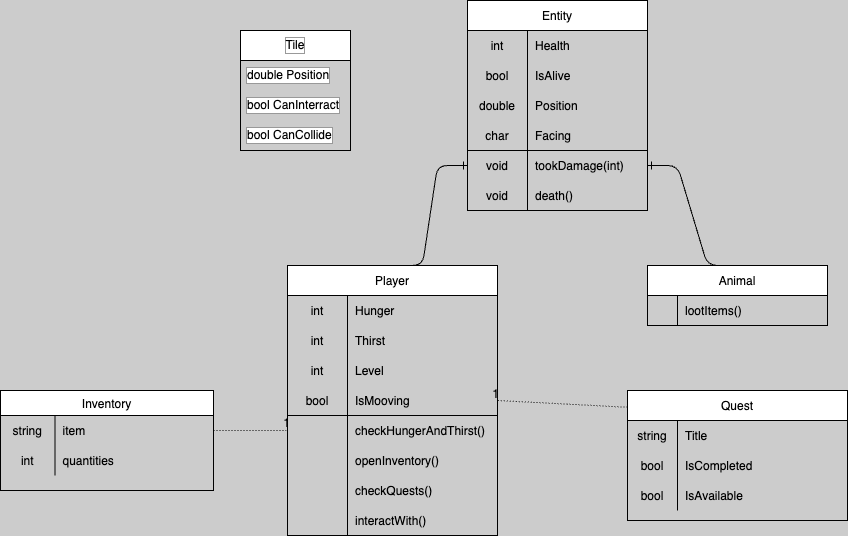 Entity
int Health
bool IsAlive
double Position
char Facing
void tookDamage(int)
void death()
Tile
double Position
bool CanInterract
bool CanCollide
Player
int Hunger
int Thirst
int Level
bool IsMooving
checkHungerAndThirst()
openInventory()
checkQuests()
interactWith()
Animal
lootItems()
Inventory
string item
int quantities
1
1
Quest
string Title
bool IsCompleted
bool IsAvailable